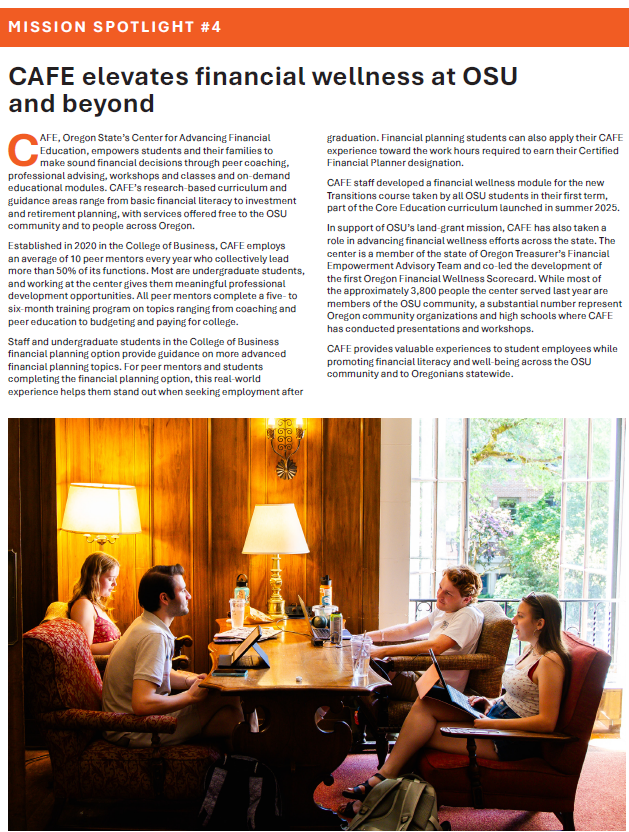 MISSION SPOTLIGHT #4
CAFE elevates financial wellness at OSU
and beyond
CAFE, Oregon State's Center for Advancing Financial
Education, empowers students and their families to
make sound financial decisions through peer coaching,
professional advising, workshops and classes and on-demand
educational modules. CAFE's research-based curriculum and
guidance areas range from basic financial literacy to investment
and retirement planning, with services offered free to the OSU
community and to people across Oregon.
Established in 2020 in the College of Business, CAFE employs
an average of 10 peer mentors every year who collectively lead
more than 50% of its functions. Most are undergraduate students,
and working at the center gives them meaningful professional
development opportunities. All peer mentors complete a five- to
six-month training program on topics ranging from coaching and
peer education to budgeting and paying for college.
Staff and undergraduate students in the College of Business
financial planning option provide guidance on more advanced
financial planning topics. For peer mentors and students
completing the financial planning option, this real-world
experience helps them stand out when seeking employment after
graduation. Financial planning students can also apply their CAFE
experience toward the work hours required to earn their Certified
Financial Planner designation.
CAFE staff developed a financial wellness module for the new
Transitions course taken by all OSU students in their first term,
part of the Core Education curriculum launched in summer 2025.
In support of OSU's land-grant mission, CAFE has also taken a
role in advancing financial wellness efforts across the state. The
center is a member of the state of Oregon Treasurer's Financial
Empowerment Advisory Team and co-led the development of
the first Oregon Financial Wellness Scorecard. While most of
the approximately 3,800 people the center served last year are
members of the OSU community, a substantial number represent
Oregon community organizations and high schools where CAFE
has conducted presentations and workshops.
CAFE provides valuable experiences to student employees while
promoting financial literacy and well-being across the OSU
community and to Oregonians statewide.